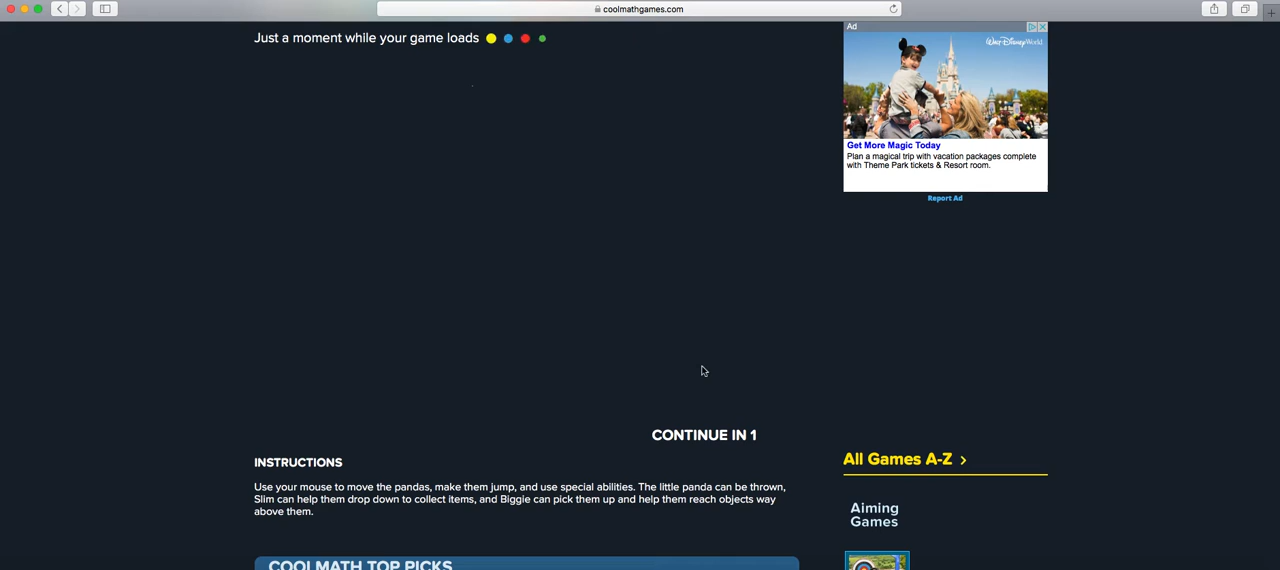 coolmathgames.com
Just a moment while your game loads
Ad
Walt Disney World
Get More Magic Today
Plan a magical trip with vacation packages complete
with Theme Park tickets & Resort room.
Report Ad
CONTINUE IN 1
INSTRUCTIONS
Use your mouse to move the pandas, make them jump, and use special abilities. The little panda can be thrown,
Slim can help them drop down to collect items, and Biggie can pick them up and help them reach objects way
above them.
COOLMATH TOP PICKS
All Games A-Z >
Aiming
Games